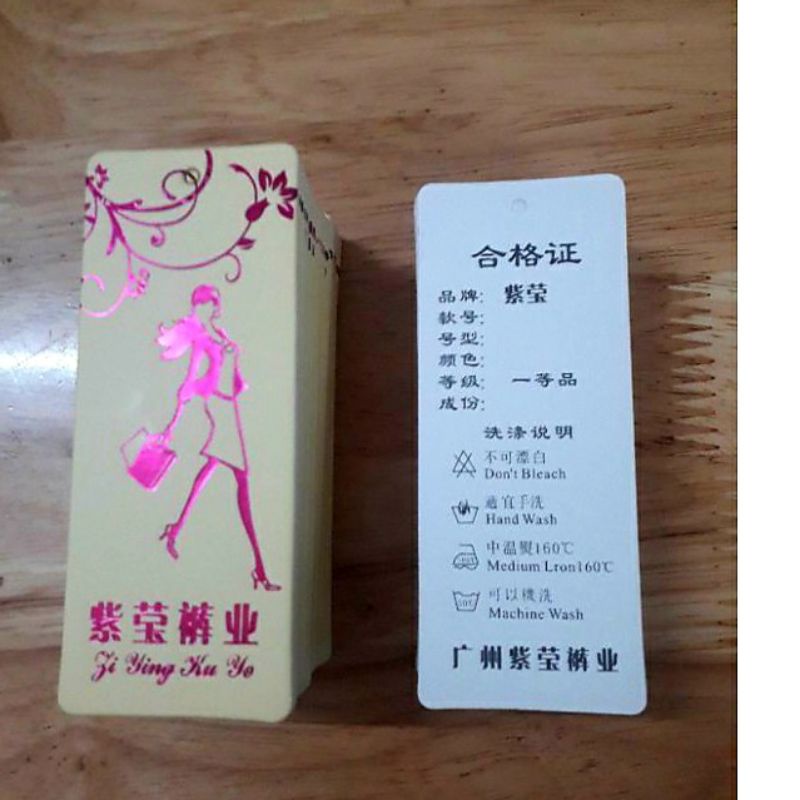 紫莹裤业
Zi Ying Ku Ye
合格证
品牌: 紫莹
款号:
号型:
颜色:
等级: 一等品
成份:
洗涤说明
不可漂白
Don't Bleach
適宜手洗
Hand Wash
中温熨160℃
Medium Lron160℃
可以機洗
Machine Wash
广州紫莹裤业